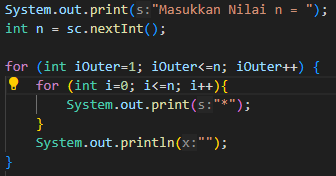 System.out.print(s:"Masukkan Nilai n = ");
int n = sc.nextInt();
for (int iOuter=1; iOuter<=n; iOuter++) {
for (int i=0; i<=n; i++){
System.out.print(s:"*");
}
System.out.println(x:"");
}